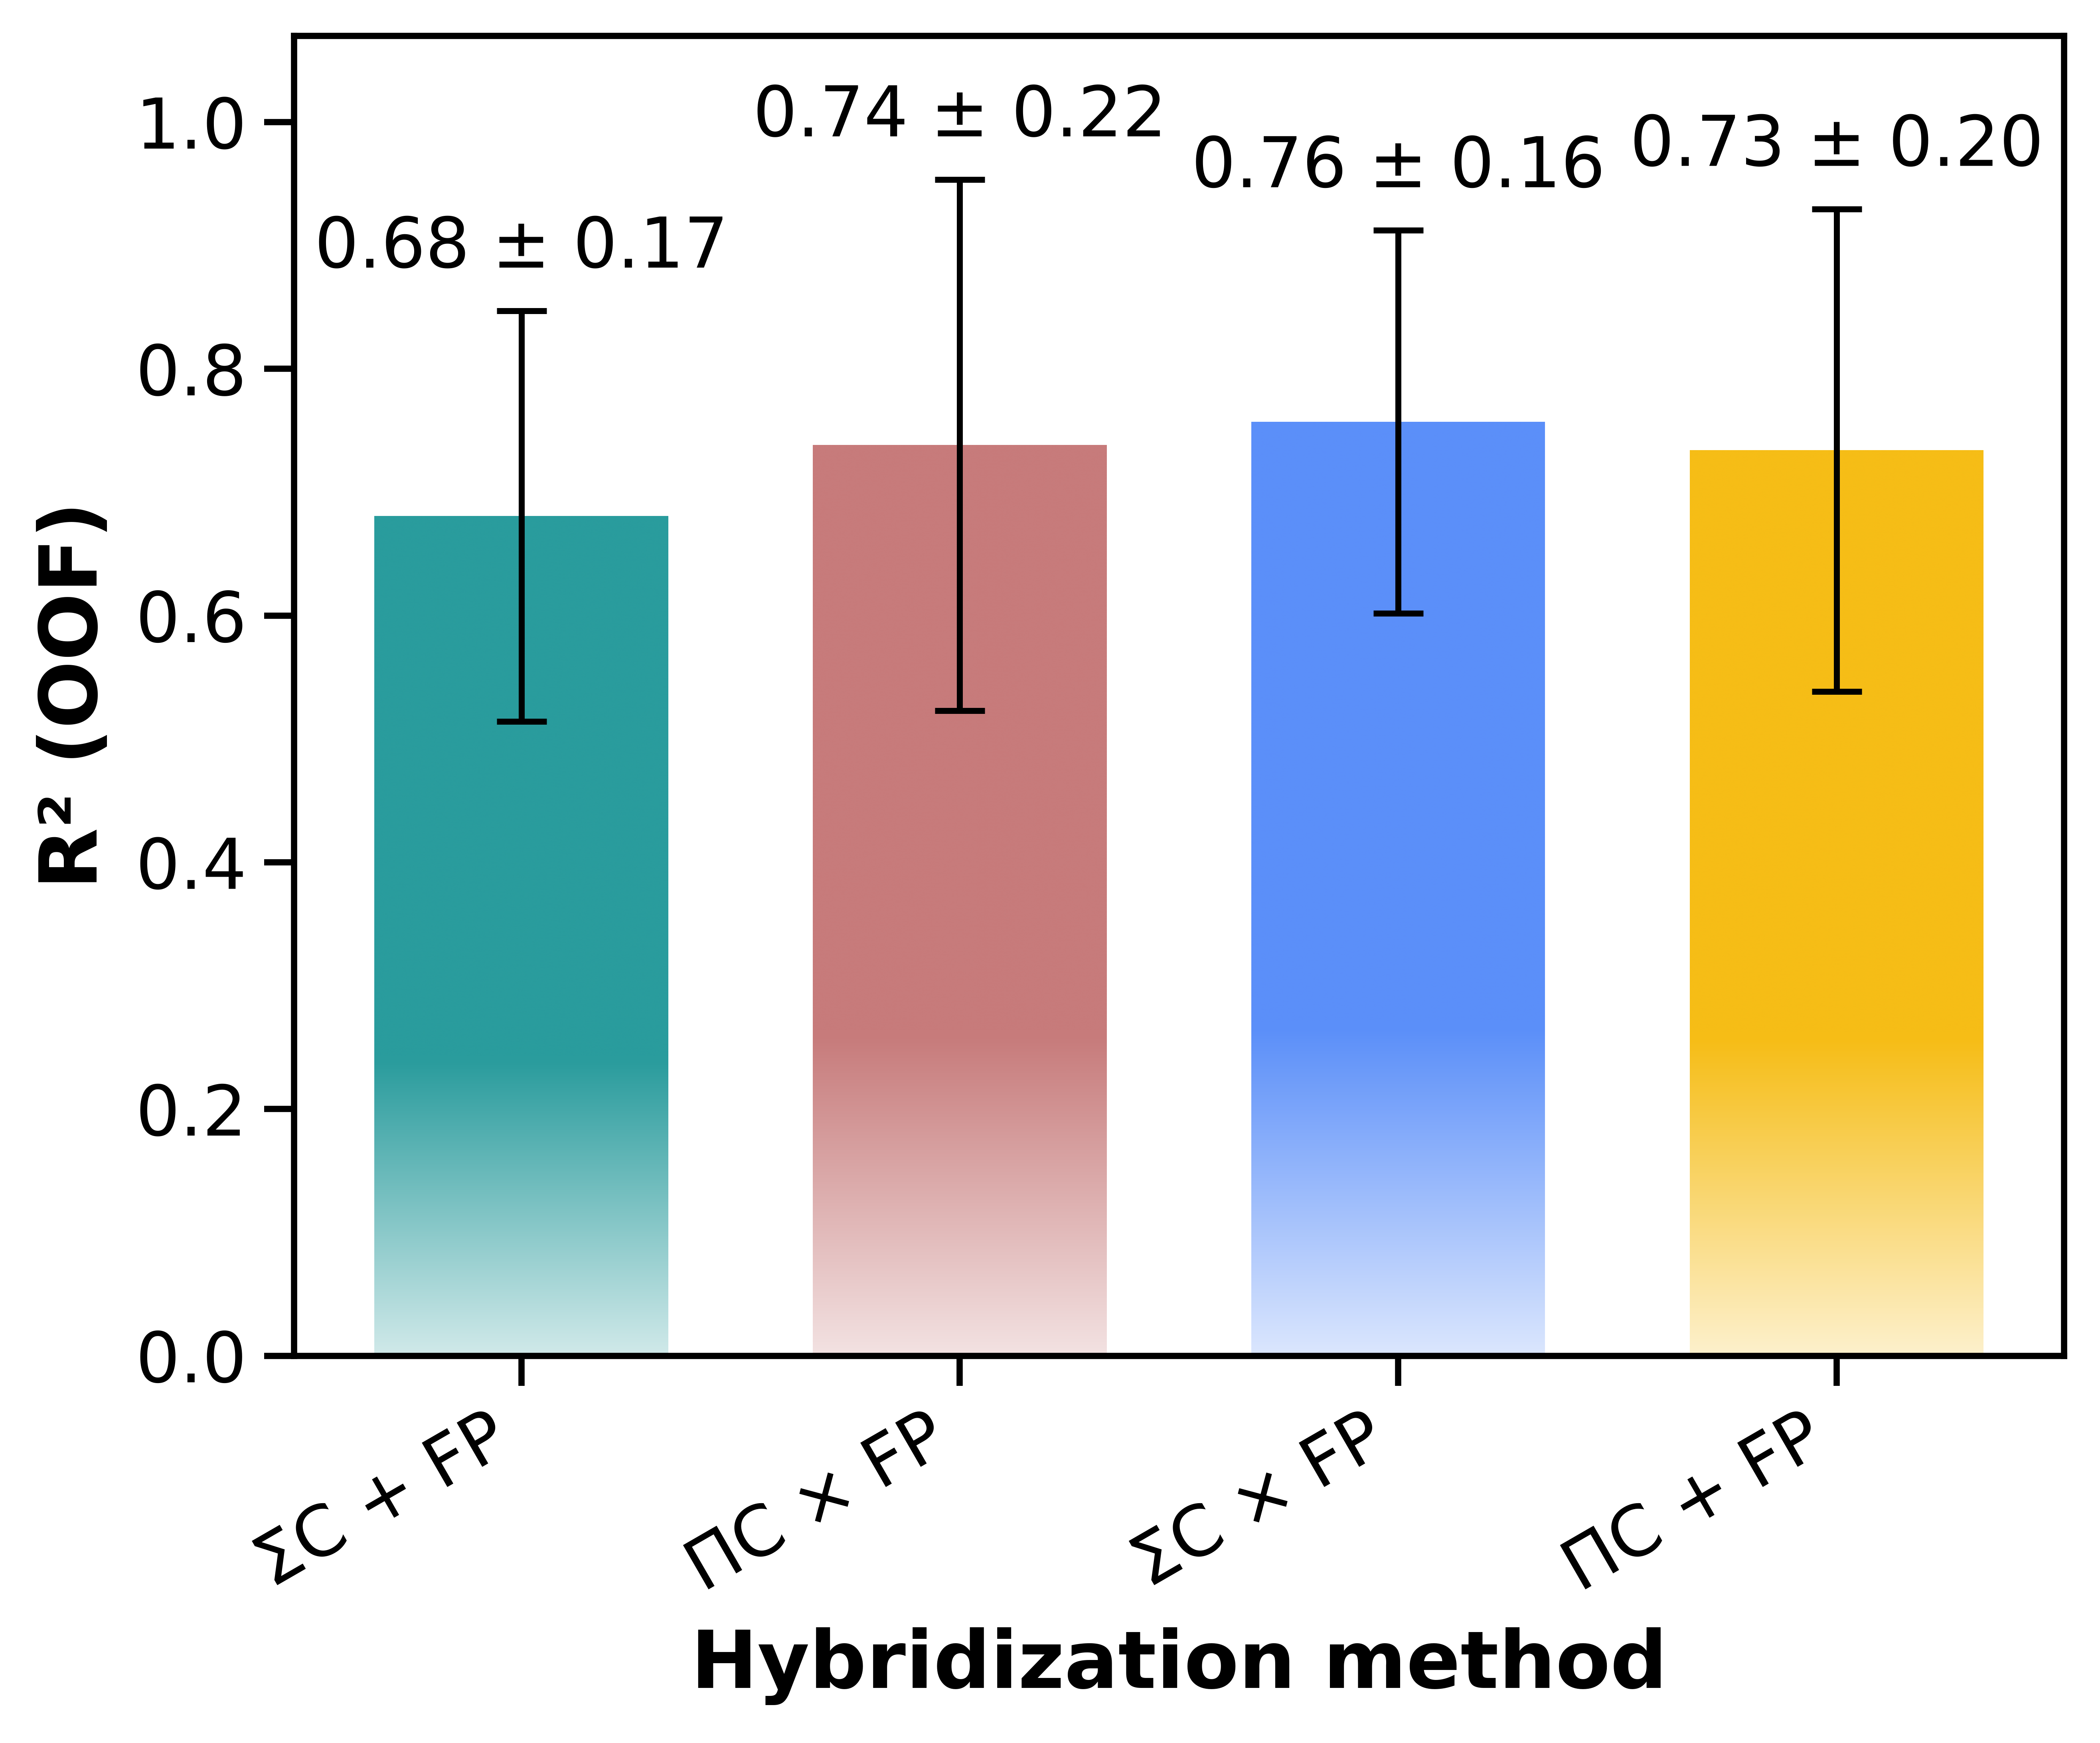 R² (OOF)
1.0
0.8
0.6
0.4
0.2
0.0
0.68 ± 0.17
0.74 ± 0.22
0.76 ± 0.16
0.73 ± 0.20
ΣC + FP
ΠC × FP
ΣC × FP
ΠC + FP
Hybridization method